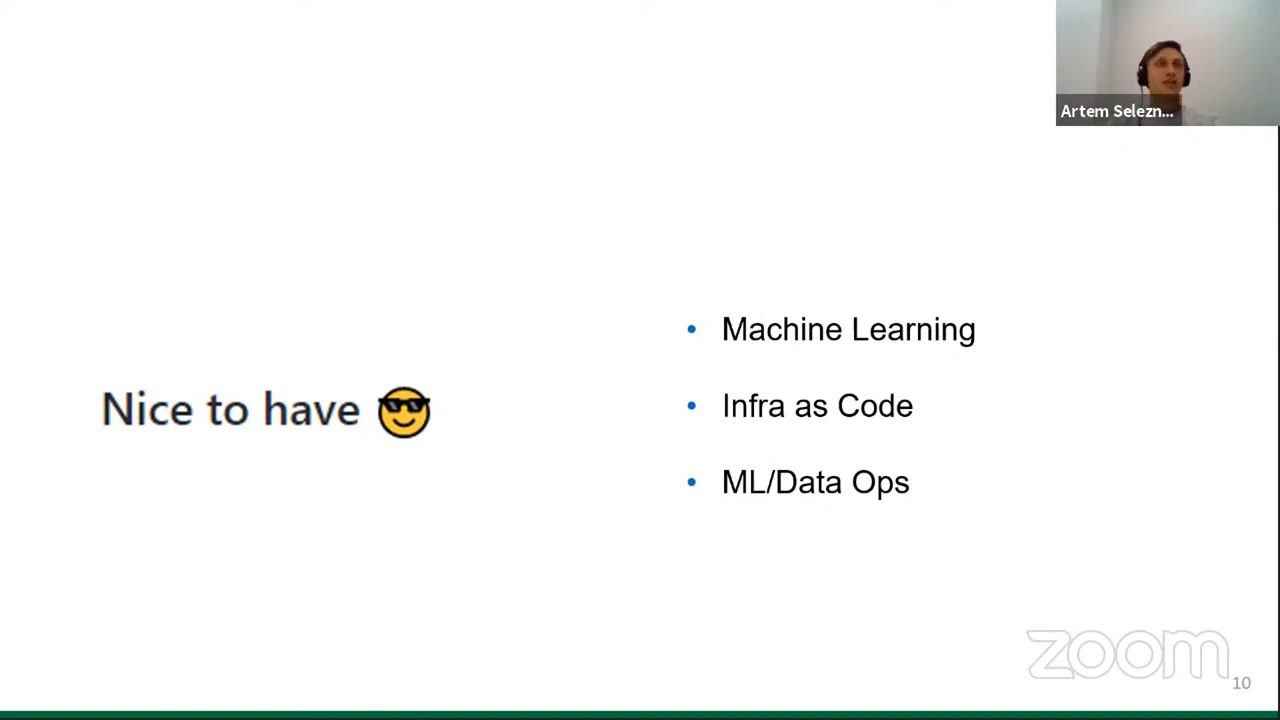 Artem Selezn...
Machine Learning
Infra as Code
Nice to have 😎
ML/Data Ops
zoom
10